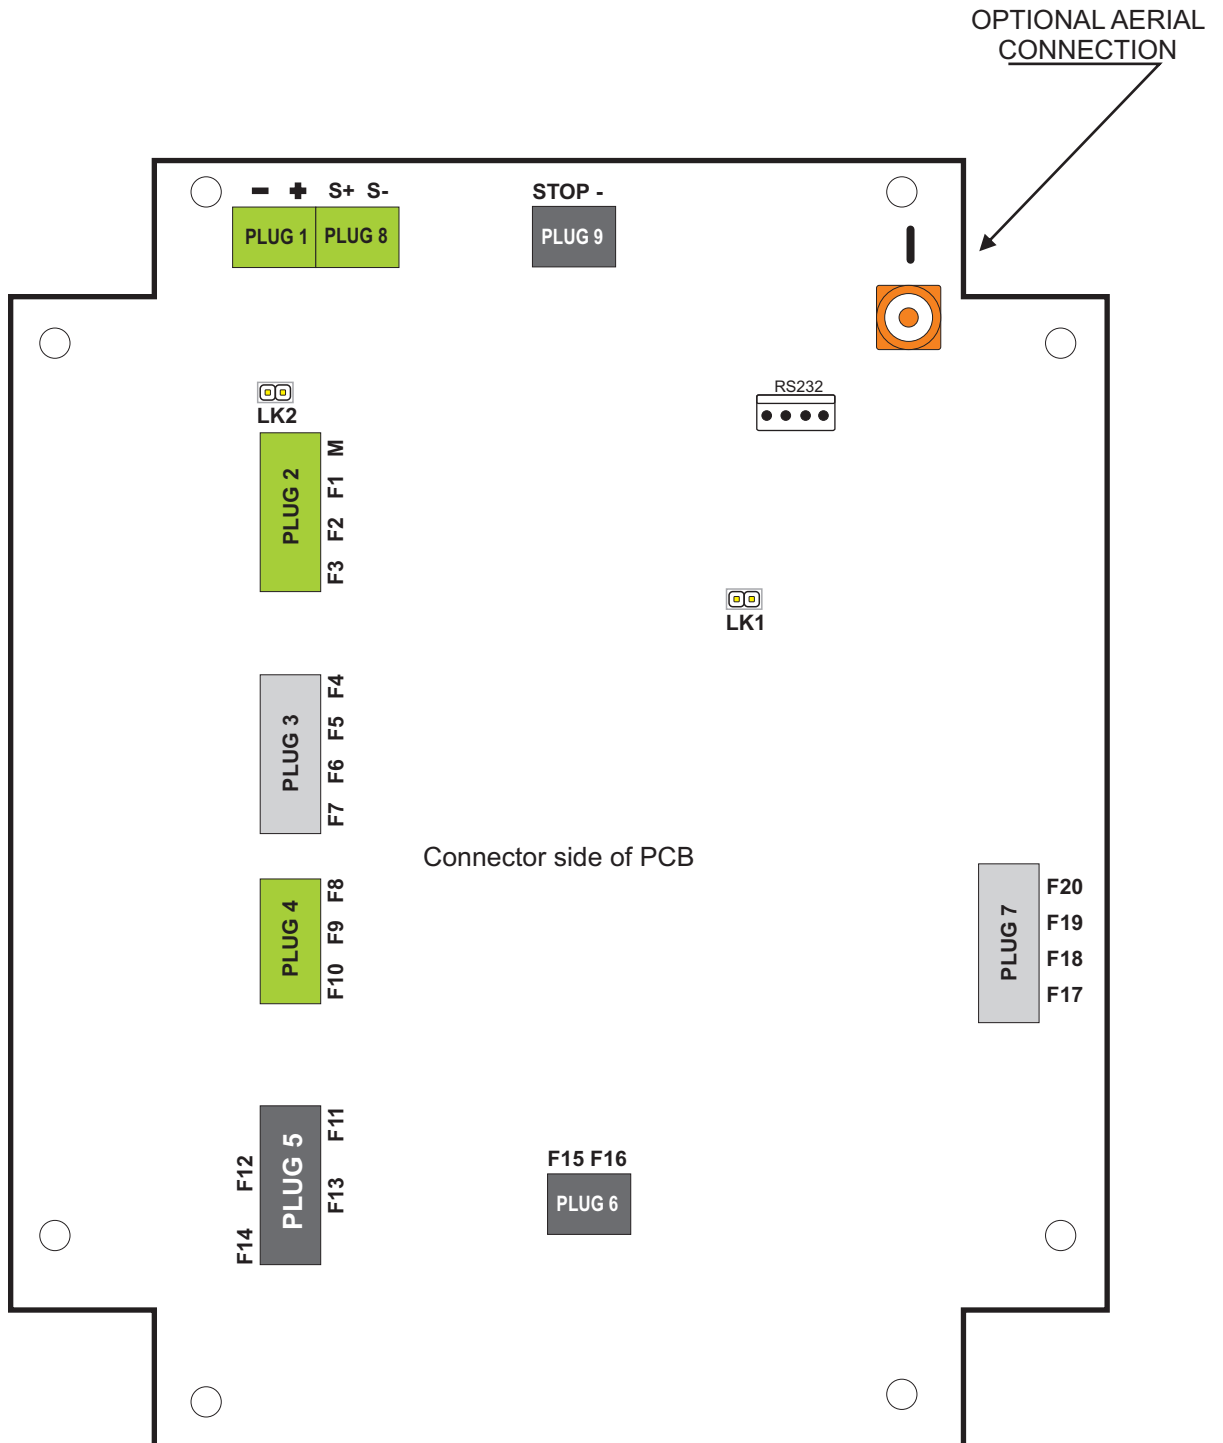 OPTIONAL AERIAL
CONNECTION
- + S+ S-
STOP -
PLUG 1 PLUG 8
PLUG 9
RS232
LK2
PLUG 2
M
F1
F2
F3
LK1
PLUG 3
F4
F5
F6
F7
Connector side of PCB
PLUG 4
F8
F9
F10
PLUG 7
F20
F19
F18
F17
PLUG 5
F11
F12
F13
F14
F15 F16
PLUG 6